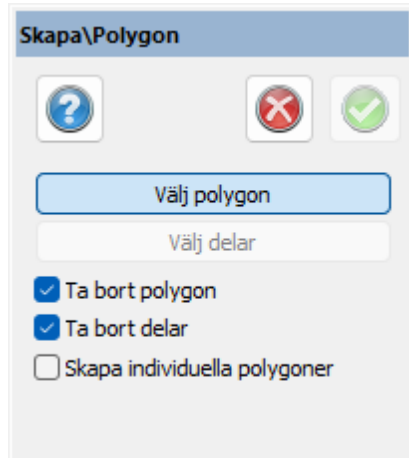 Skapa\Polygon
Välj polygon
Välj delar
Ta bort polygon
Ta bort delar
Skapa individuella polygoner